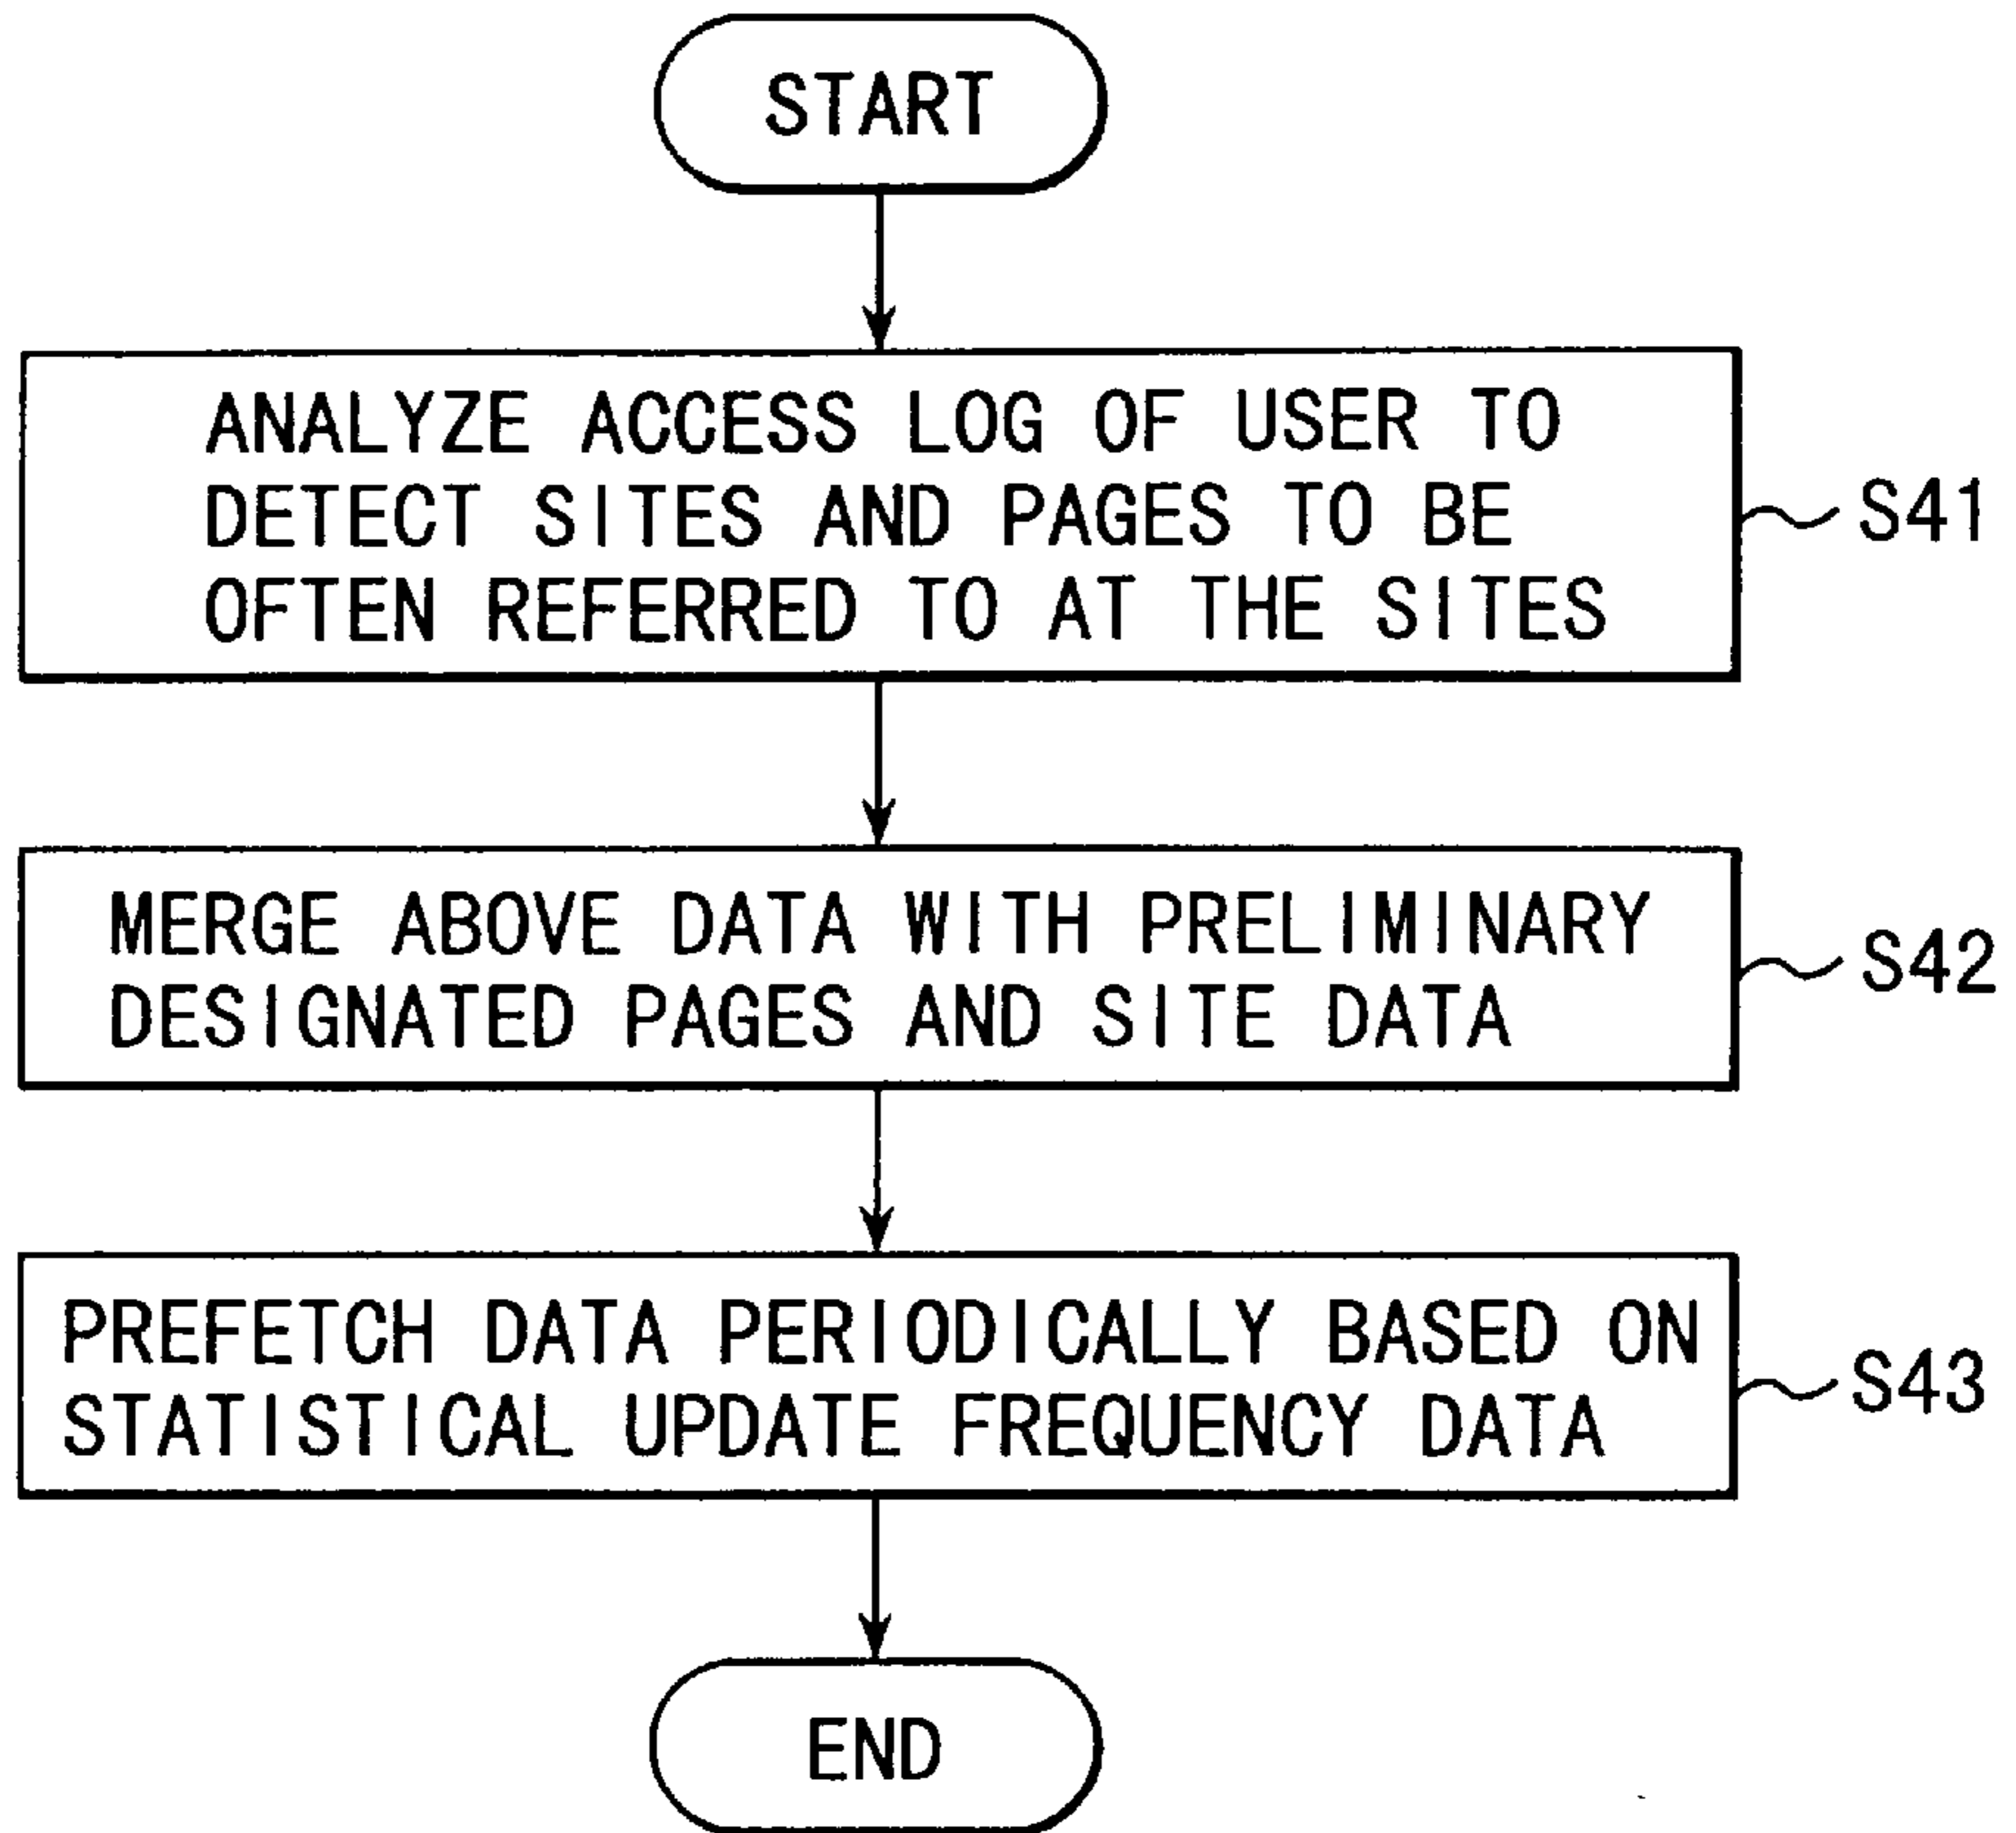 START
ANALYZE ACCESS LOG OF USER TO
DETECT SITES AND PAGES TO BE
OFTEN REFERRED TO AT THE SITES
S41
MERGE ABOVE DATA WITH PRELIMINARY
DESIGNATED PAGES AND SITE DATA
S42
PREFETCH DATA PERIODICALLY BASED ON
STATISTICAL UPDATE FREQUENCY DATA
S43
END